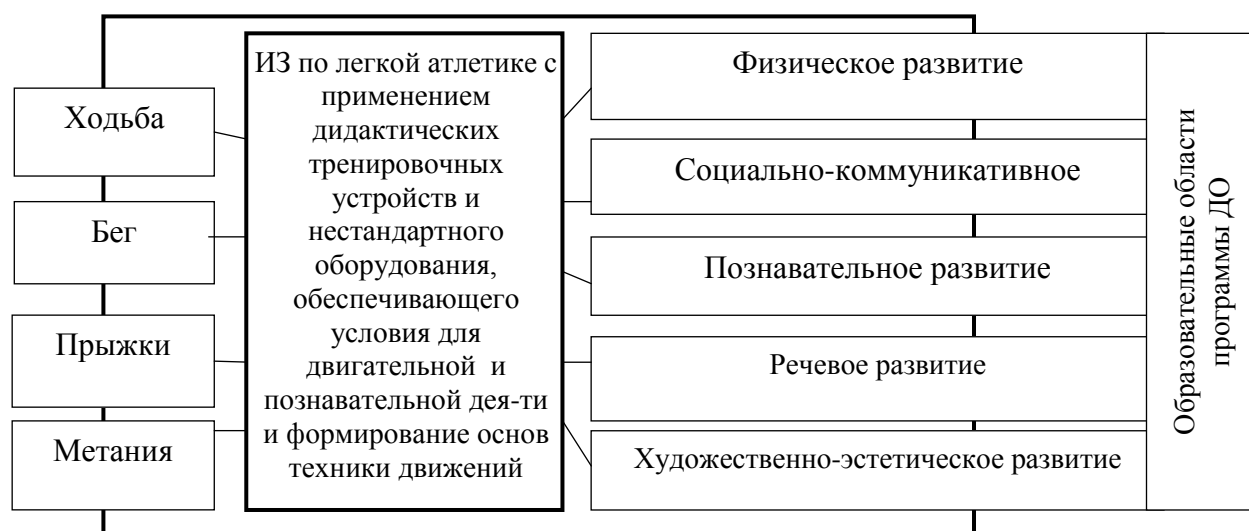 Ходьба
Бег
Прыжки
Метания
ИЗ по легкой атлетике с
применением
дидактических
тренировочных
устройств и
нестандартного
оборудования,
обеспечивающего
условия для
двигательной и
познавательной дея-ти
и формирование основ
техники движений
Физическое развитие
Социально-коммуникативное
Познавательное развитие
Речевое развитие
Художественно-эстетическое развитие
Образовательные области
программы ДО